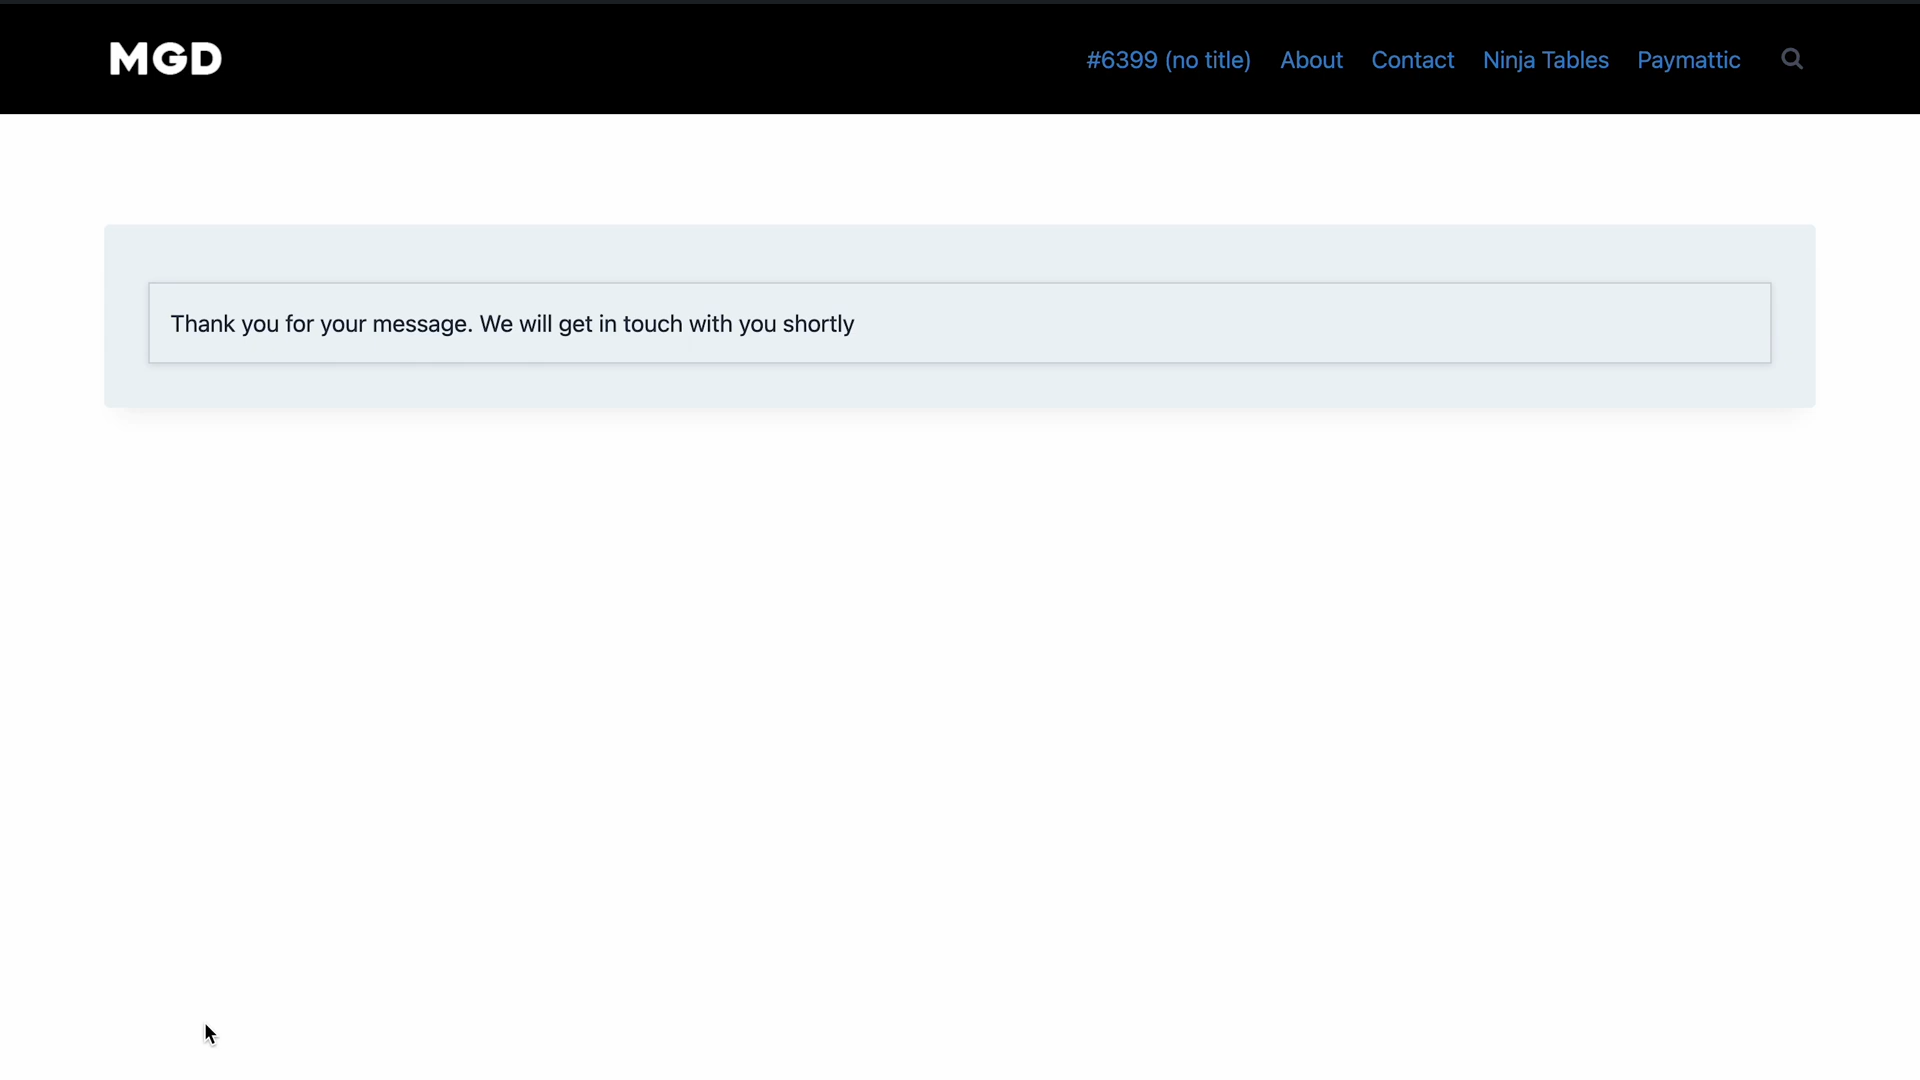 MGD
#6399 (no title) About Contact Ninja Tables Paymattic
Thank you for your message. We will get in touch with you shortly